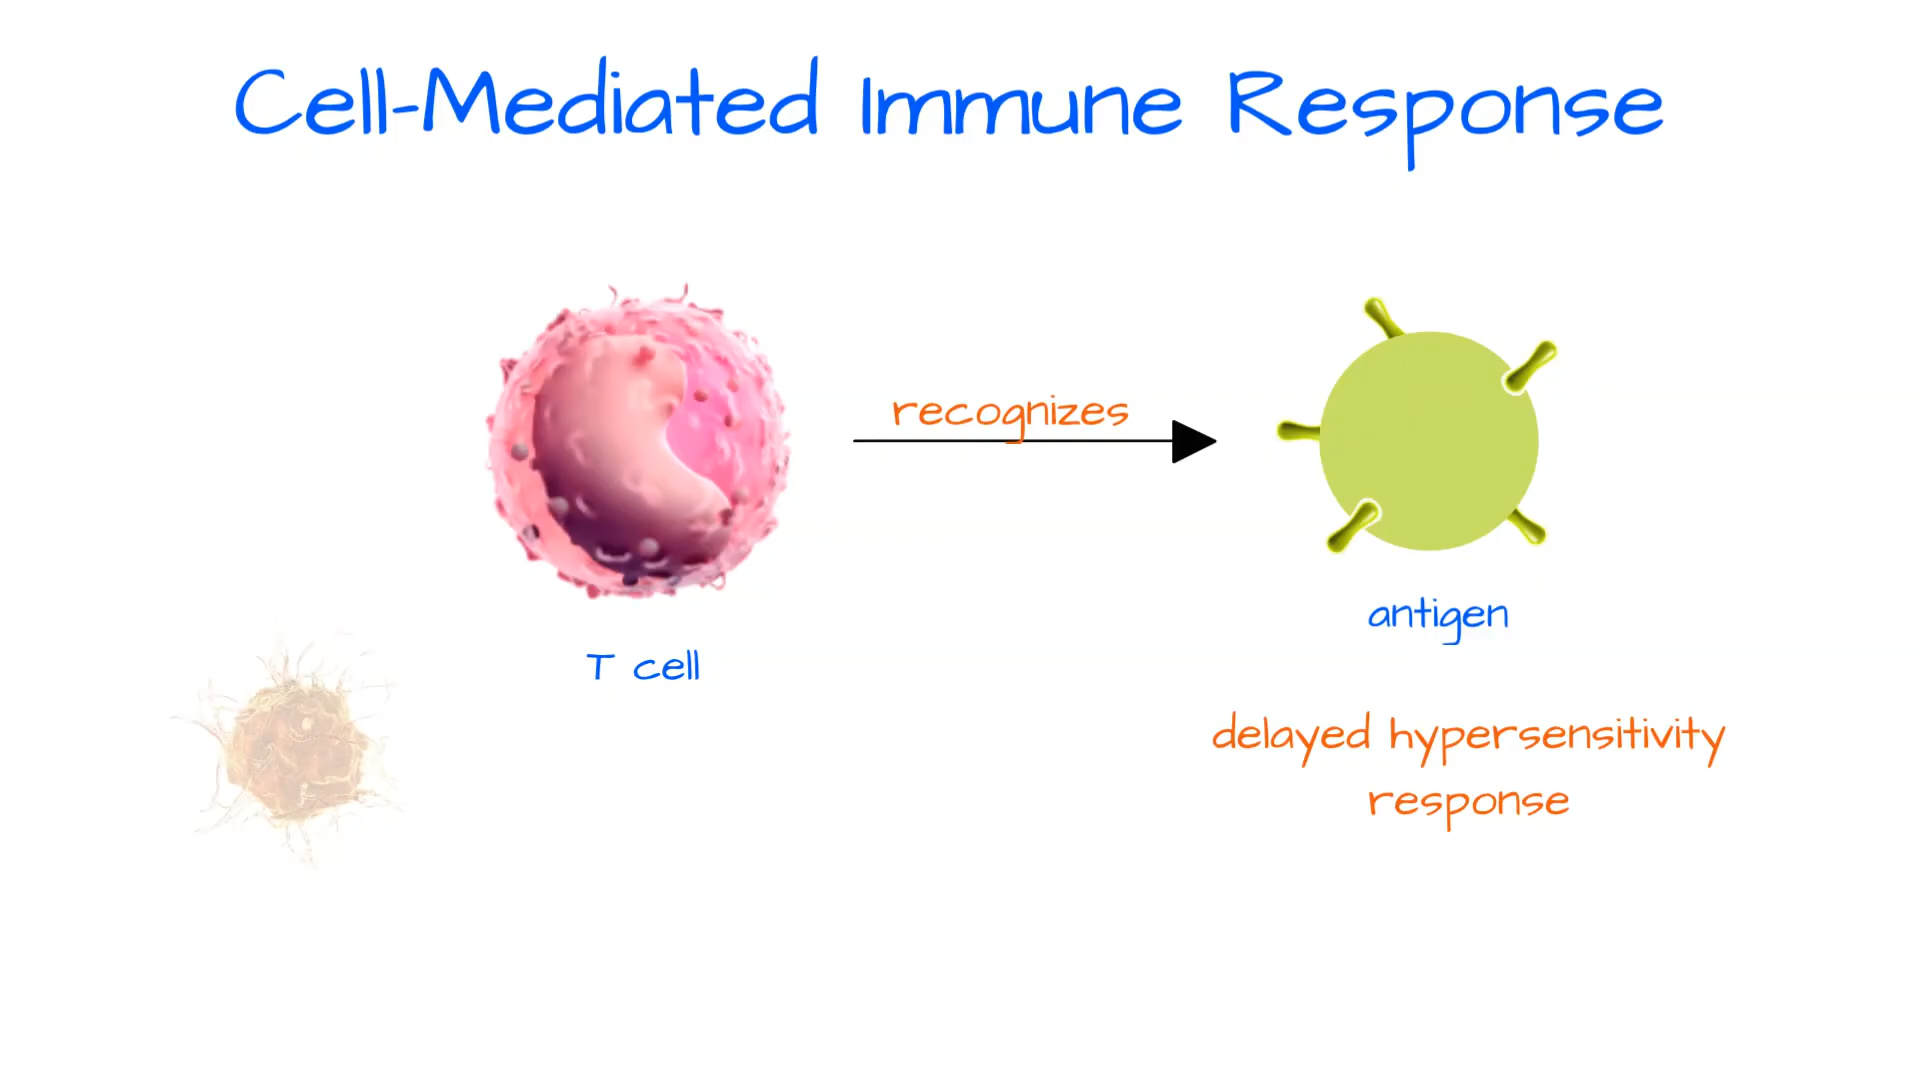 Cell-Mediated Immune Response
recognizes
antigen
T cell
delayed hypersensitivity
response